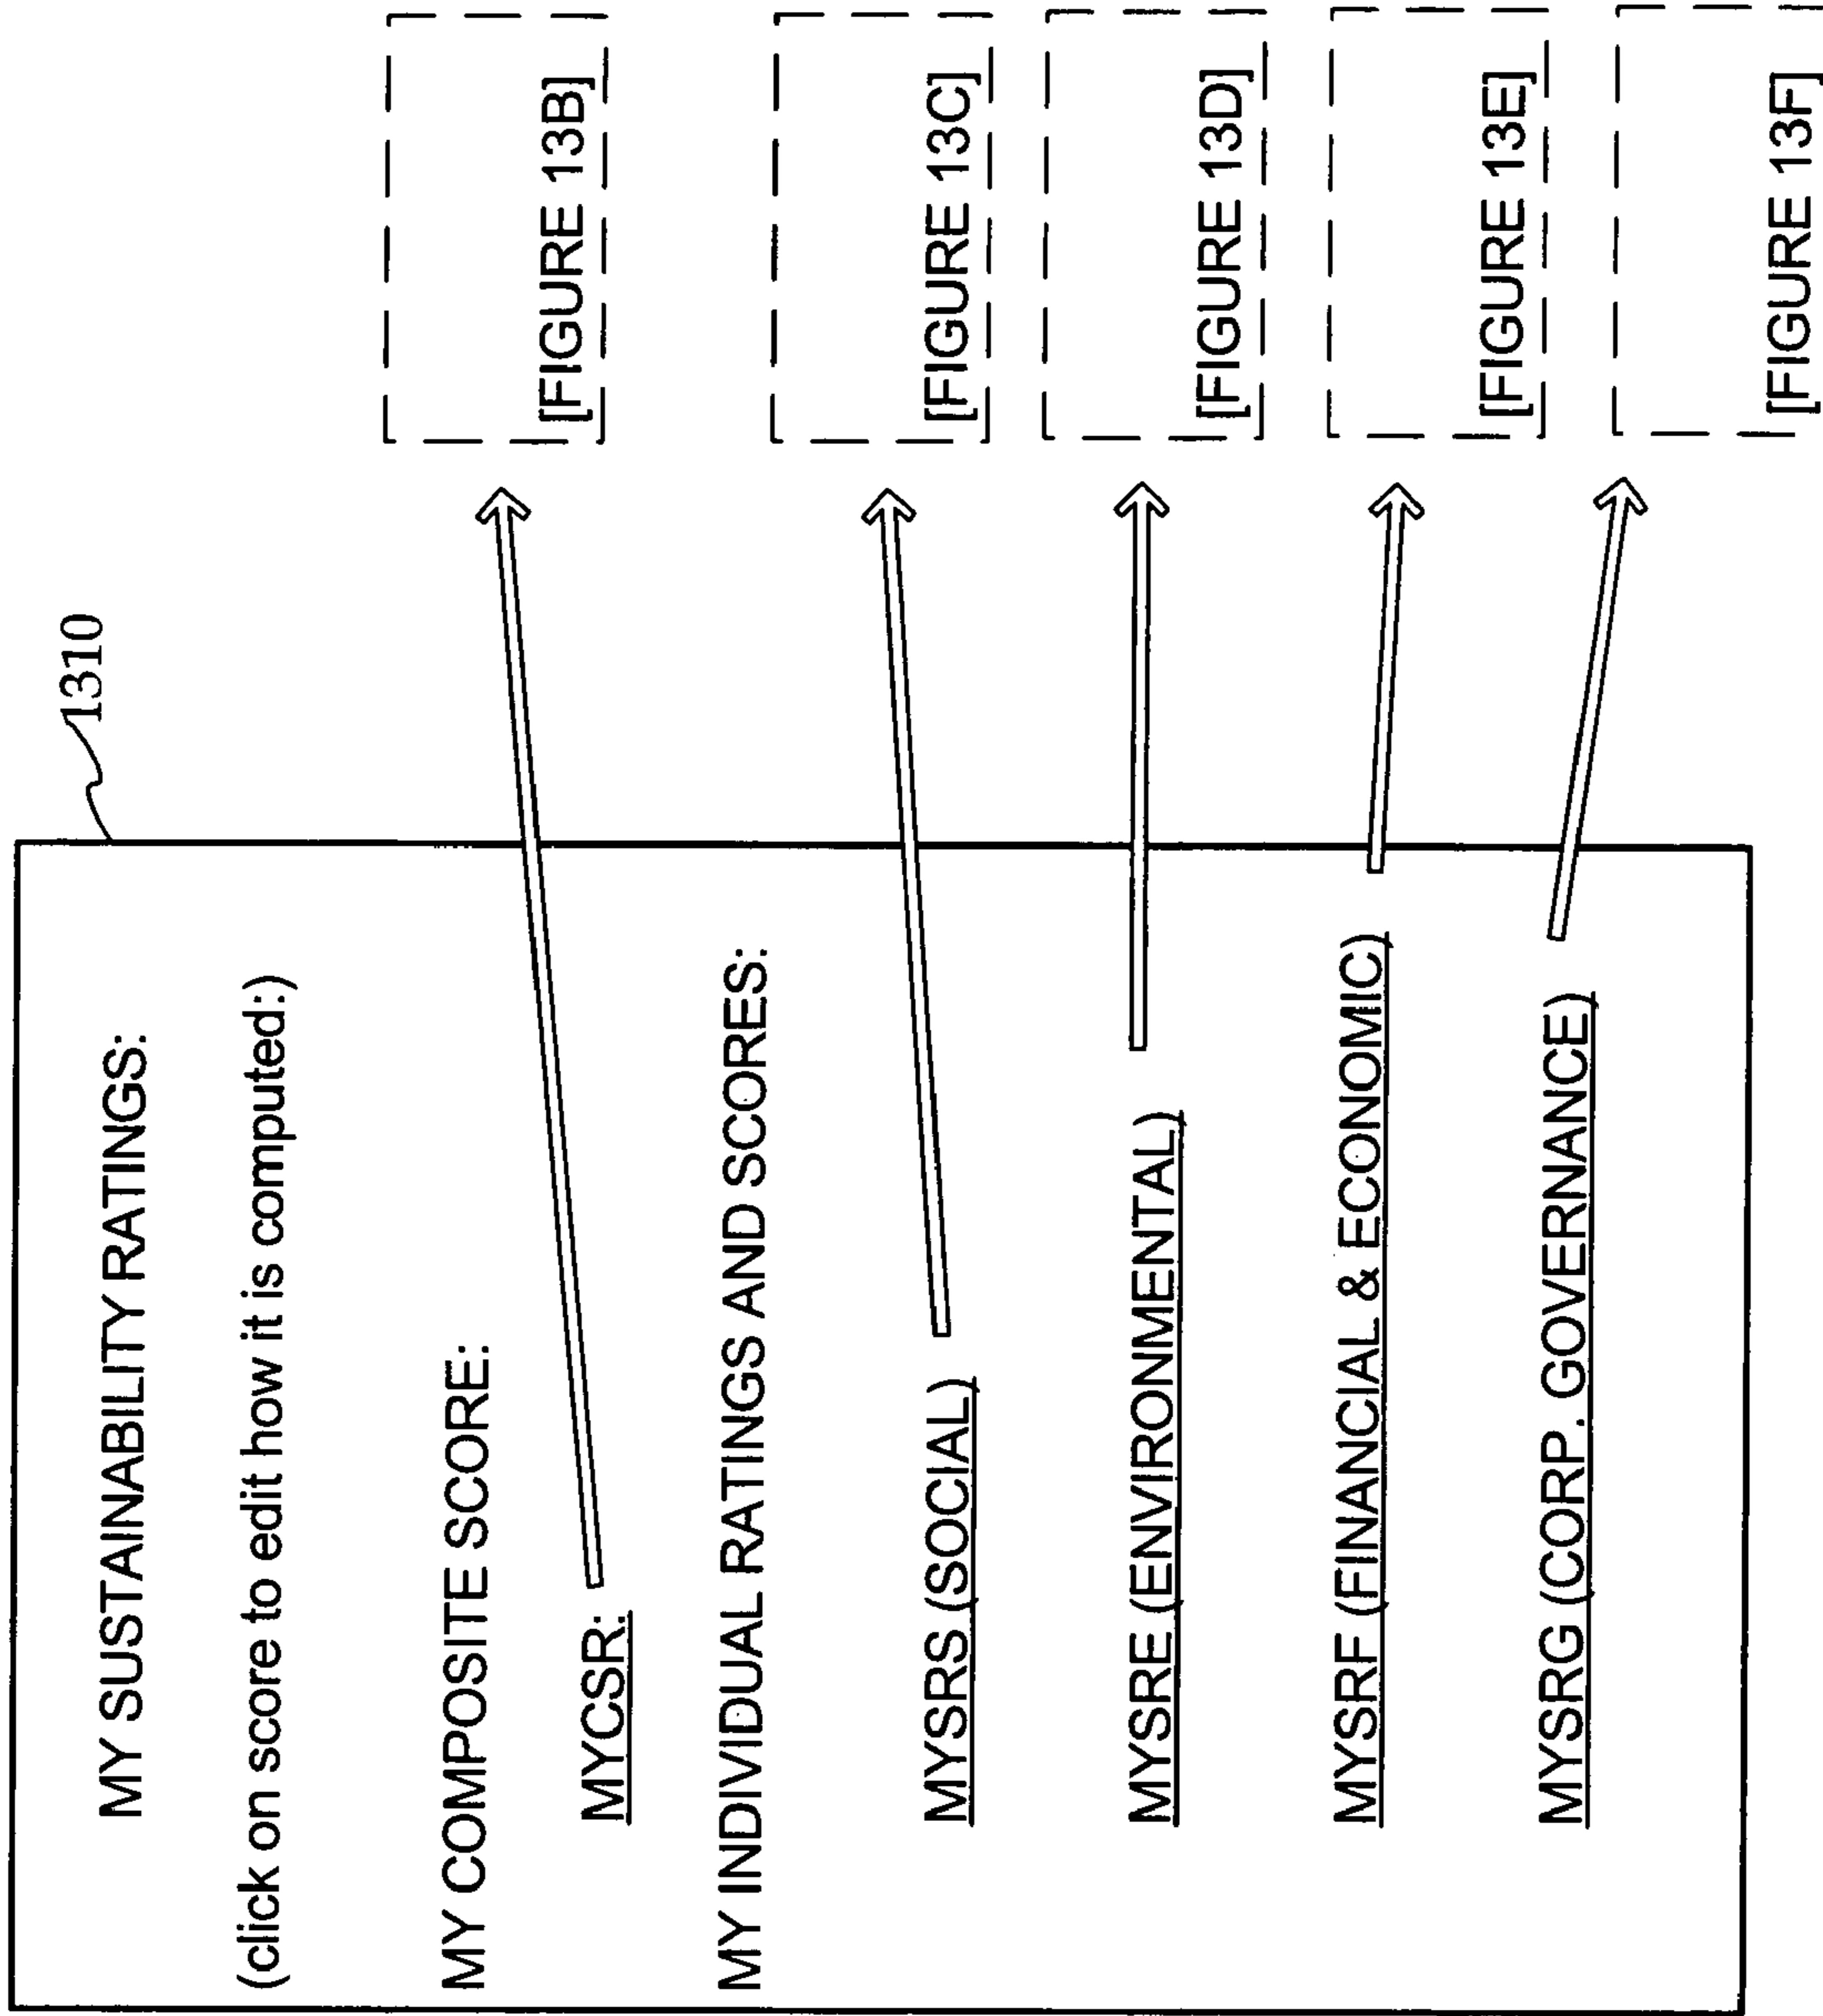 1310
MY SUSTAINABILITY RATINGS:
(click on score to edit how it is computed:)
MY COMPOSITE SCORE:
MYCSR:
[FIGURE 13B]
MY INDIVIDUAL RATINGS AND SCORES:
MYSRS (SOCIAL)
[FIGURE 13C]
MYSRE (ENVIRONMENTAL)
[FIGURE 13D]
MYSRF (FINANCIAL & ECONOMIC)
[FIGURE 13E]
MYSRG (CORP. GOVERNANCE)
[FIGURE 13F]